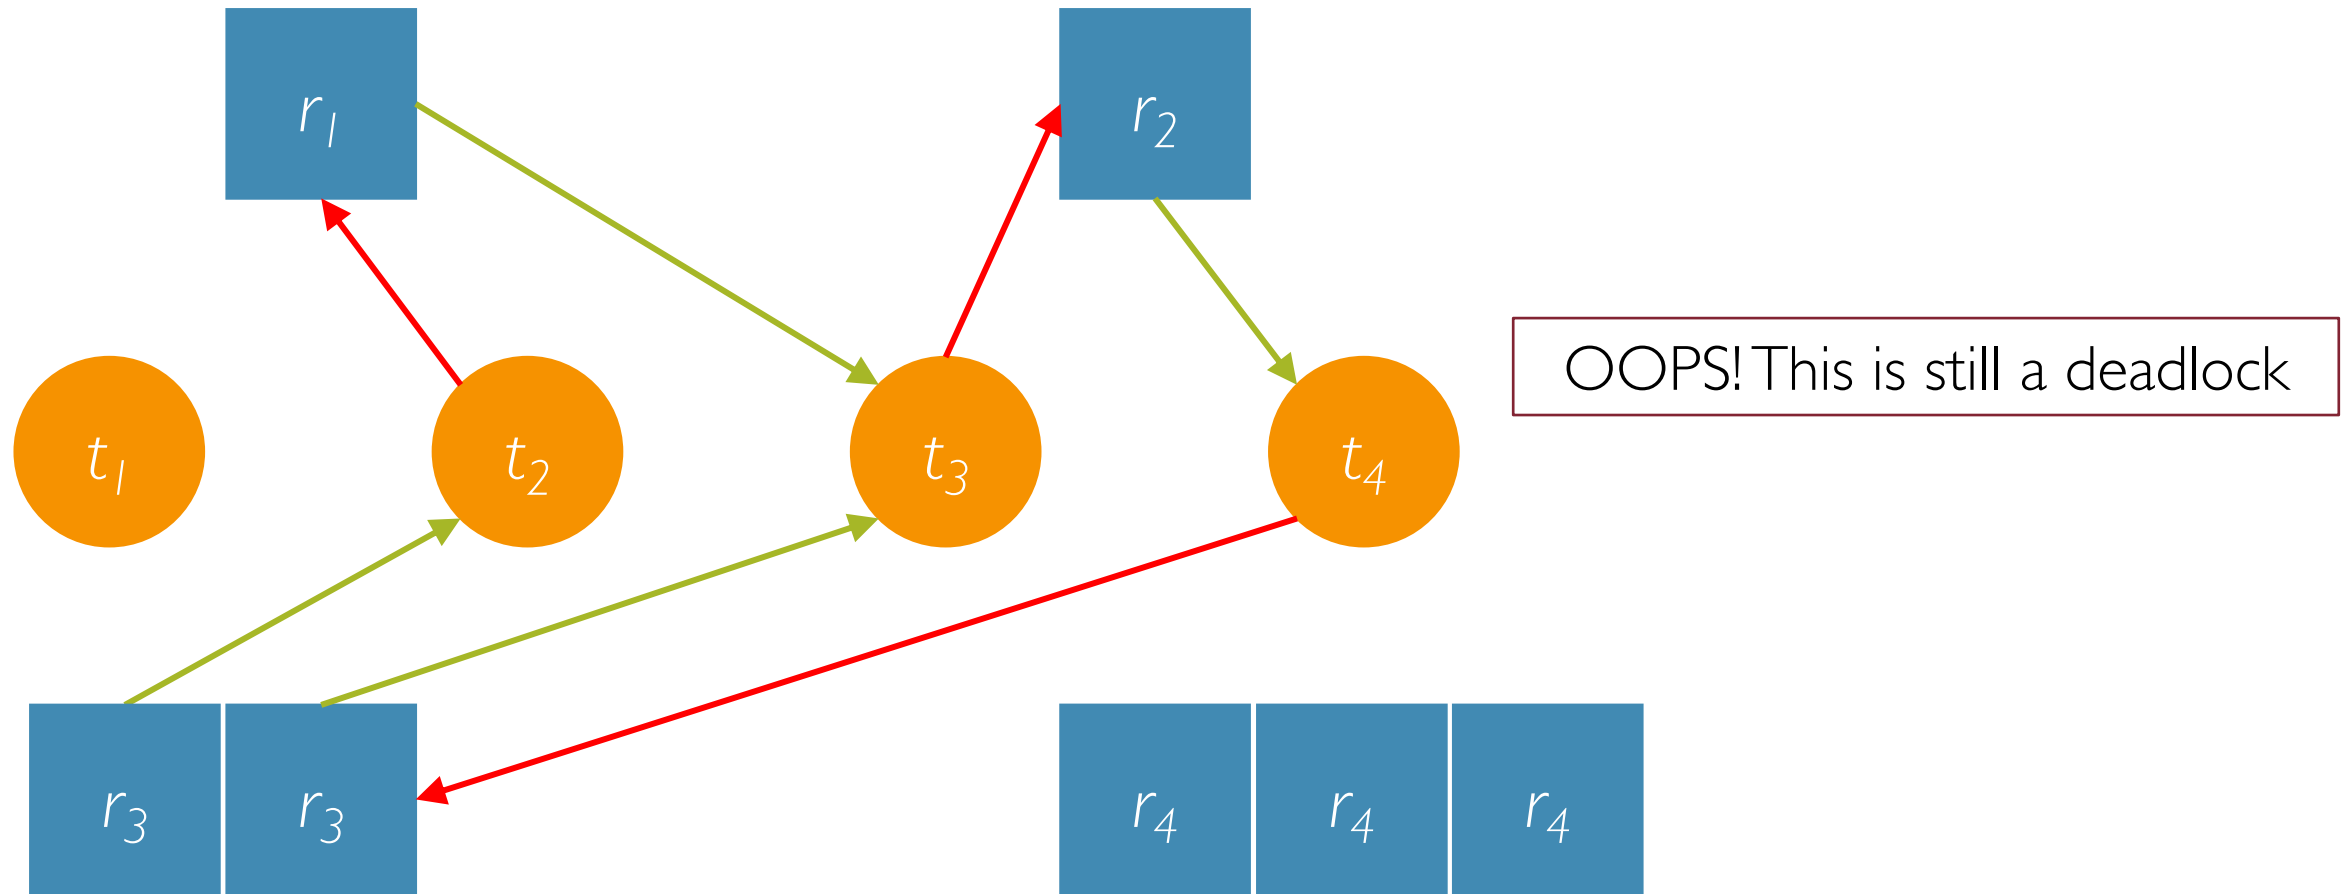 r1
r2
OOPS! This is still a deadlock
t1
t2
t3
t4
r3
r3
r4
r4
r4